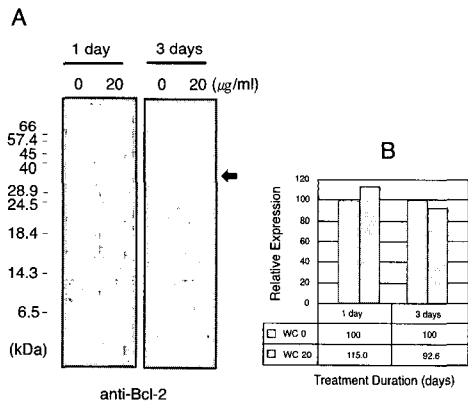 A
1 day 3 days
0 20 0 20 (µg/ml)
66
57.4
45
40
28.9
24.5
18.4
14.3
6.5
(kDa)
anti-Bcl-2
B
Relative Expression
120
100
80
60
40
20
0
1 day 3 days
WC 0 100 100
WC 20 115.0 92.6
Treatment Duration (days)